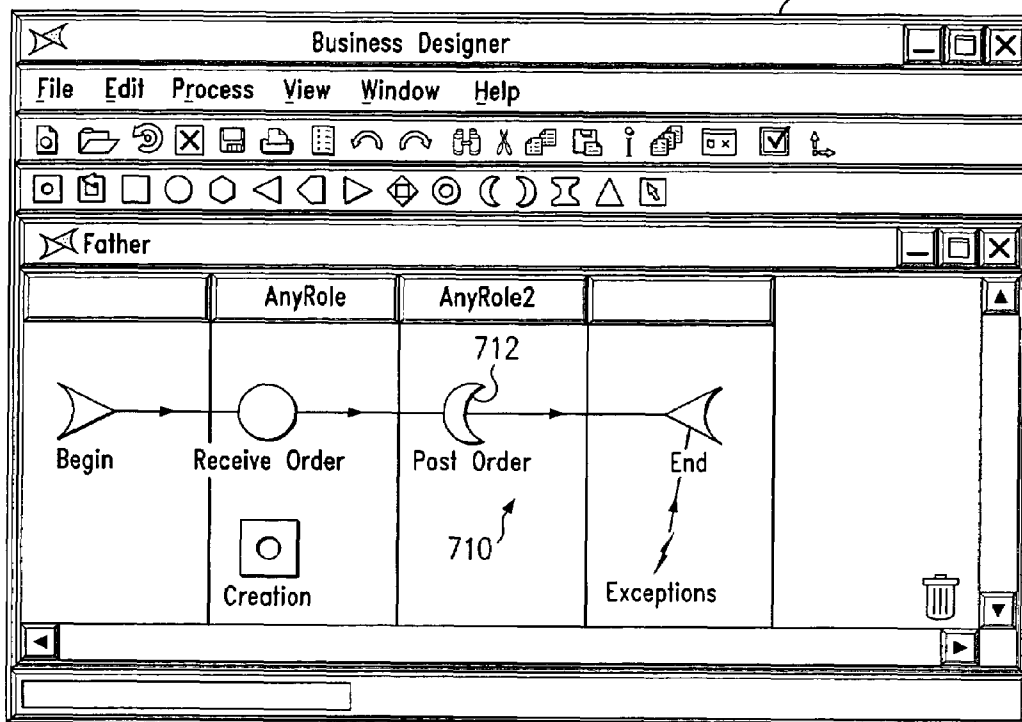 Business Designer
File Edit Process View Window Help
Father
AnyRole AnyRole2
712
Begin Receive Order Post Order End
710
Creation Exceptions